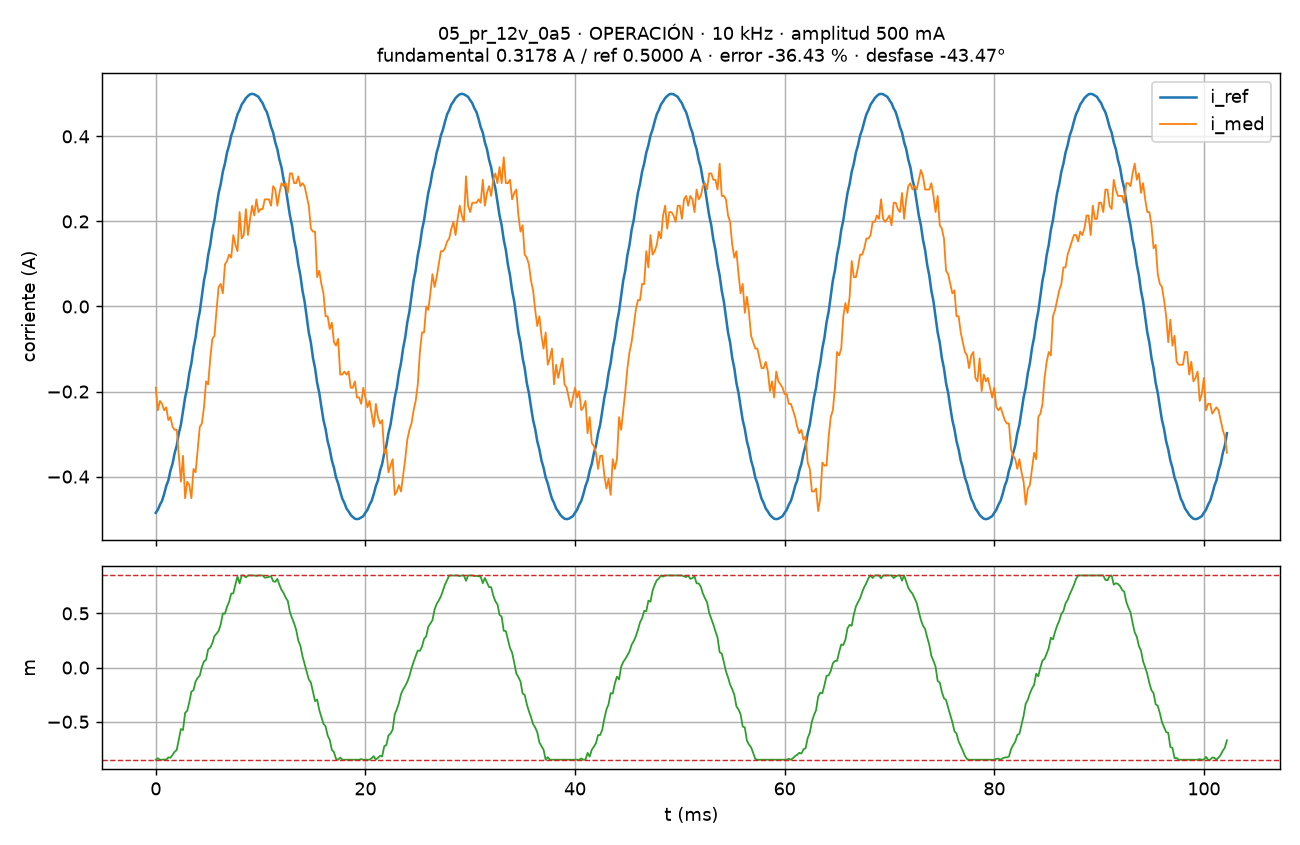 05_pr_12v_0a5 · OPERACIÓN · 10 kHz · amplitud 500 mA
fundamental 0.3178 A / ref 0.5000 A · error -36.43 % · desfase -43.47°
i_ref
i_med
0.4
0.2
0.0
−0.2
−0.4
corriente (A)
0.5
0.0
−0.5
m
0
20
40
60
80
100
t (ms)